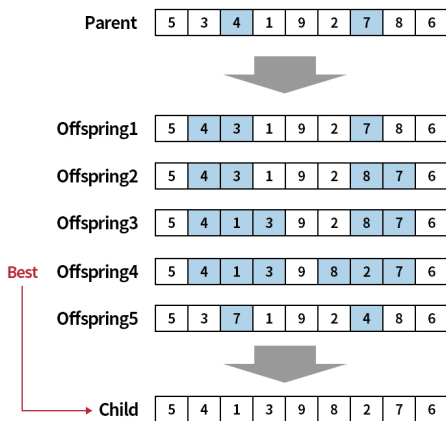 Parent 5 3 4 1 9 2 7 8 6
Offspring1 5 4 3 1 9 2 7 8 6
Offspring2 5 4 3 1 9 2 8 7 6
Offspring3 5 4 1 3 9 2 8 7 6
Best Offspring4 5 4 1 3 9 8 2 7 6
Offspring5 5 3 7 1 9 2 4 8 6
Child 5 4 1 3 9 8 2 7 6